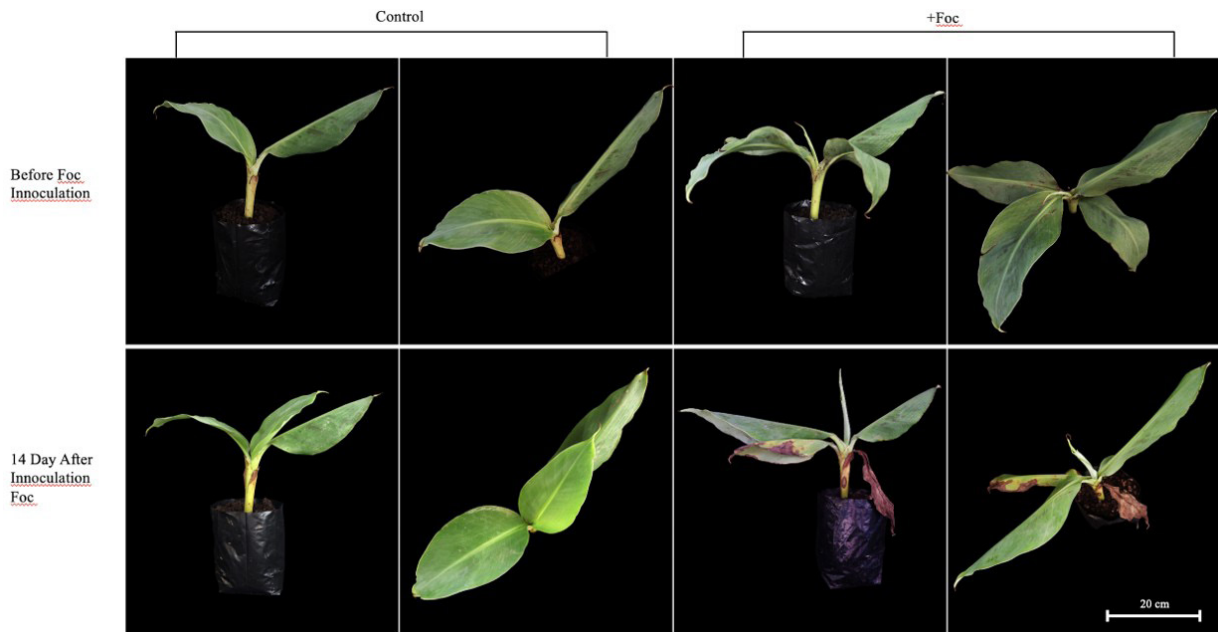 Control
+Foc
Before Foc
Innoculation
14 Day After
Innoculation
Foc
20 cm